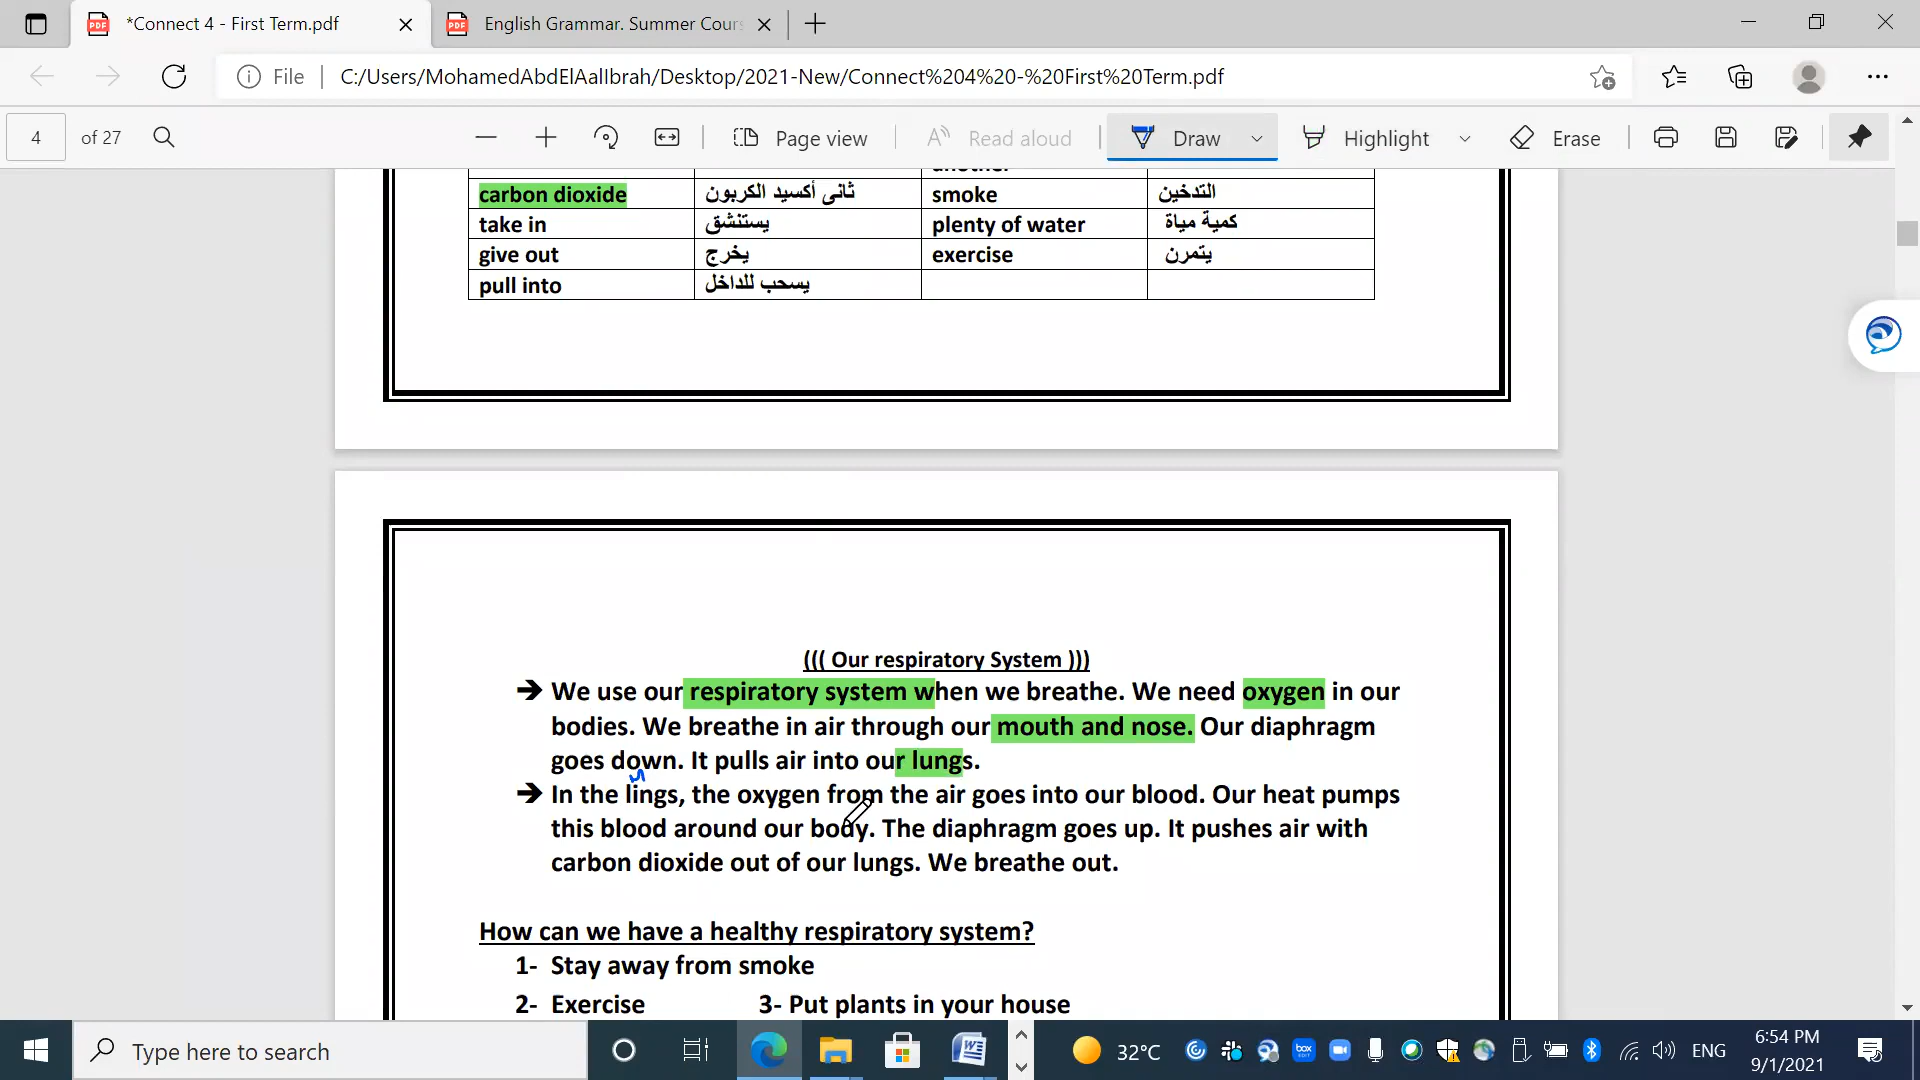 *Connect 4 - First Term.pdf
English Grammar. Summer Cour
File
C:/Users/MohamedAbdElAalIbrah/Desktop/2021-New/Connect%204%20-%20First%20Term.pdf
4 of 27
Page view
Read aloud
Draw
Highlight
Erase
another
carbon dioxide ثانى أكسيد الكربون smoke التدخين
take in يستنشق plenty of water كمية مياة
give out يخرج exercise يتمرن
pull into يسحب للداخل
((( Our respiratory System )))
➔ We use our respiratory system when we breathe. We need oxygen in our
bodies. We breathe in air through our mouth and nose. Our diaphragm
goes down. It pulls air into our lungs.
➔ In the lings, the oxygen from the air goes into our blood. Our heat pumps
this blood around our body. The diaphragm goes up. It pushes air with
carbon dioxide out of our lungs. We breathe out.
How can we have a healthy respiratory system?
1- Stay away from smoke
2- Exercise 3- Put plants in your house
Type here to search
32°C
ENG
6:54 PM
9/1/2021